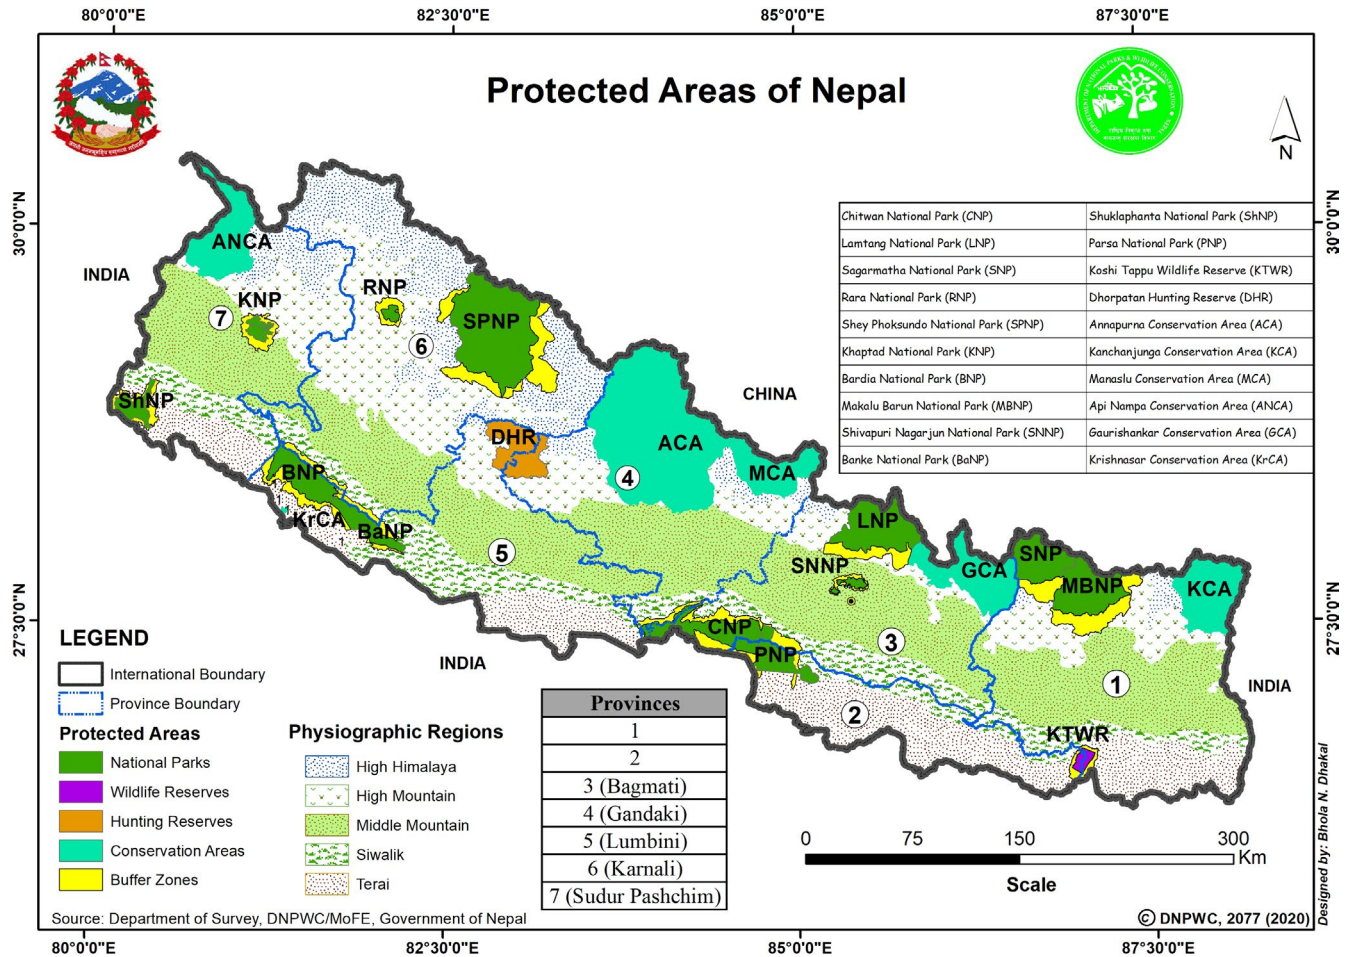 80°0'0"E 82°30'0"E 85°0'0"E 87°30'0"E
Protected Areas of Nepal
DEPARTMENT OF NATIONAL PARKS & WILDLIFE CONSERVATION
N
30°0'0"N
30°0'0"N
Chitwan National Park (CNP) Shuklaphanta National Park (ShNP)
Lamtang National Park (LNP) Parsa National Park (PNP)
Sagarmatha National Park (SNP) Koshi Tappu Wildlife Reserve (KTWR)
Rara National Park (RNP) Dhorpatan Hunting Reserve (DHR)
Shey Phoksundo National Park (SPNP) Annapurna Conservation Area (ACA)
Khaptad National Park (KNP) Kanchanjunga Conservation Area (KCA)
Bardia National Park (BNP) Manaslu Conservation Area (MCA)
Makalu Barun National Park (MBNP) Api Nampa Conservation Area (ANCA)
Shivapuri Nagarjun National Park (SNNP) Gaurishankar Conservation Area (GCA)
Banke National Park (BaNP) Krishnasar Conservation Area (KrCA)
ANCA
INDIA
KNP
RNP
7
6
SPNP
CHINA
ShNP
DHR
ACA
4
MCA
BNP
KrCA
1
BaNP
5
LNP
SNNP
GCA
SNP
MBNP
KCA
CNP
PNP
3
2
1
KTWR
INDIA
INDIA
27°30'0"N
27°30'0"N
LEGEND
International Boundary
Province Boundary
Protected Areas
National Parks
Wildlife Reserves
Hunting Reserves
Conservation Areas
Buffer Zones
Physiographic Regions
High Himalaya
High Mountain
Middle Mountain
Siwalik
Terai
Provinces
1
2
3 (Bagmati)
4 (Gandaki)
5 (Lumbini)
6 (Karnali)
7 (Sudur Pashchim)
0 75 150 300
Km
Scale
Designed by: Bhola N. Dhakal
Source: Department of Survey, DNPWC/MoFE, Government of Nepal
© DNPWC, 2077 (2020)
80°0'0"E 82°30'0"E 85°0'0"E 87°30'0"E